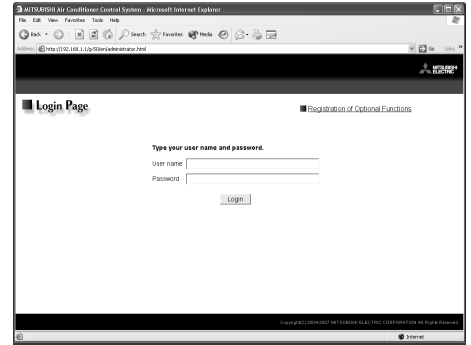 MITSUBISHI Air Conditioner Control System - Microsoft Internet Explorer
File Edit View Favorites Tools Help
Back Search Favorites Media
Address http://192.168.1.1/g-50/en/administrator.html Go Links »
MITSUBISHI
ELECTRIC
Login Page
Registration of Optional Functions
Type your user name and password.
User name
Password
Login
Copyright(C) 2004-2007 MITSUBISHI ELECTRIC CORPORATION All Rights Reserved
Internet